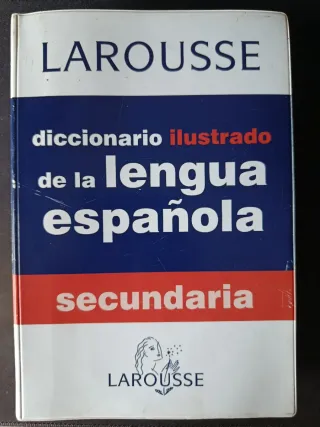 LAROUSSE
diccionario ilustrado
de la lengua
española
secundaria
LAROUSSE